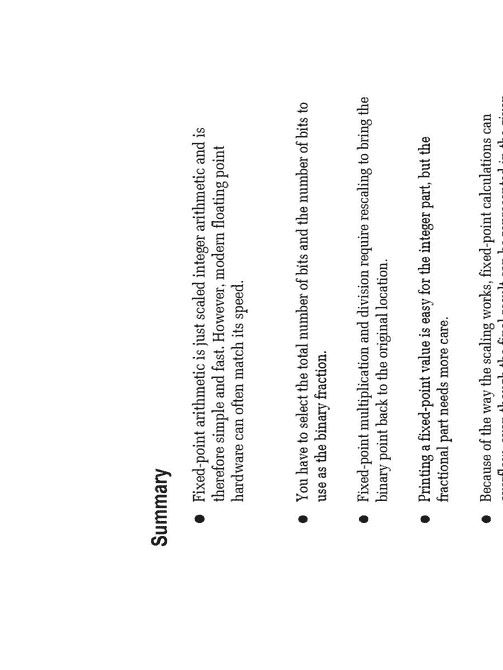 Summary
● Fixed-point arithmetic is just scaled integer arithmetic and is
therefore simple and fast. However, modern floating point
hardware can often match its speed.
● You have to select the total number of bits and the number of bits to
use as the binary fraction.
● Fixed-point multiplication and division require rescaling to bring the
binary point back to the original location.
● Printing a fixed-point value is easy for the integer part, but the
fractional part needs more care.
● Because of the way the scaling works, fixed-point calculations can